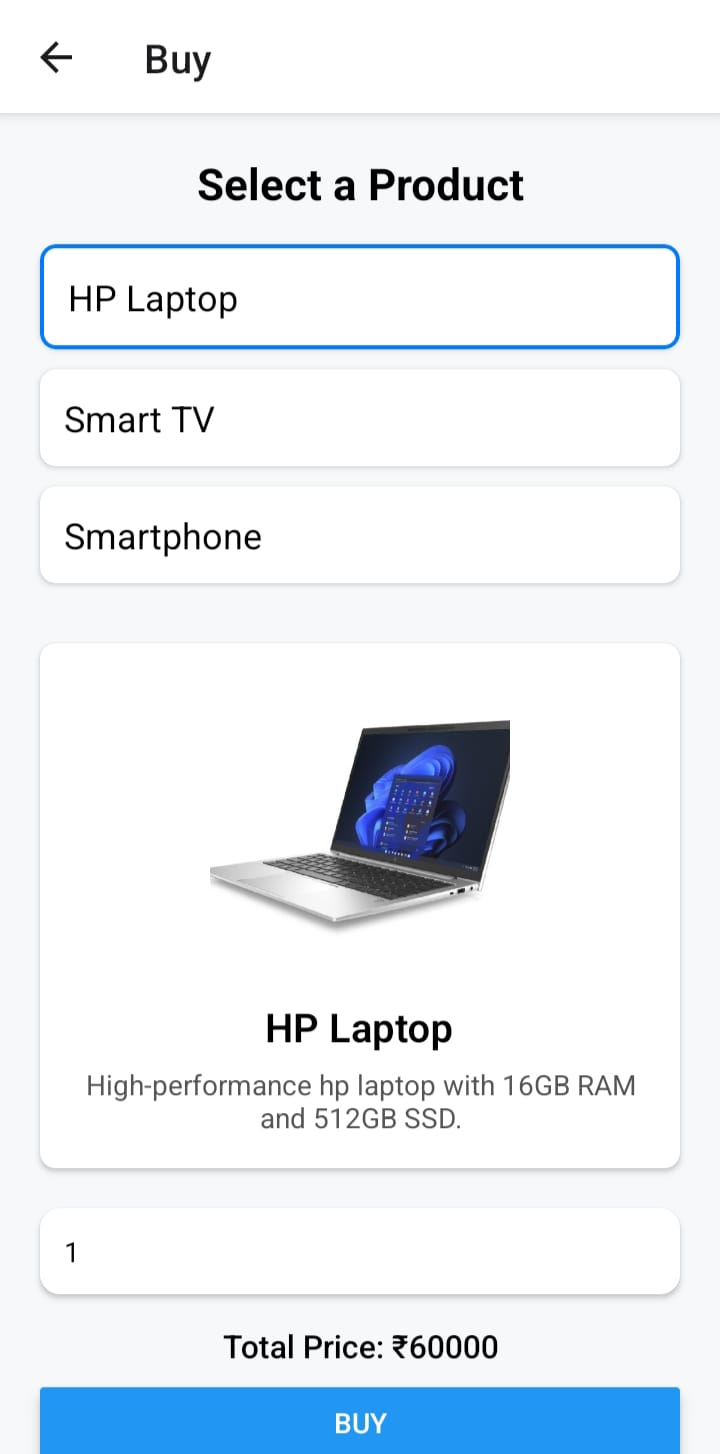 Buy
Select a Product
HP Laptop
Smart TV
Smartphone
HP Laptop
High-performance hp laptop with 16GB RAM
and 512GB SSD.
1
Total Price: ₹60000
BUY